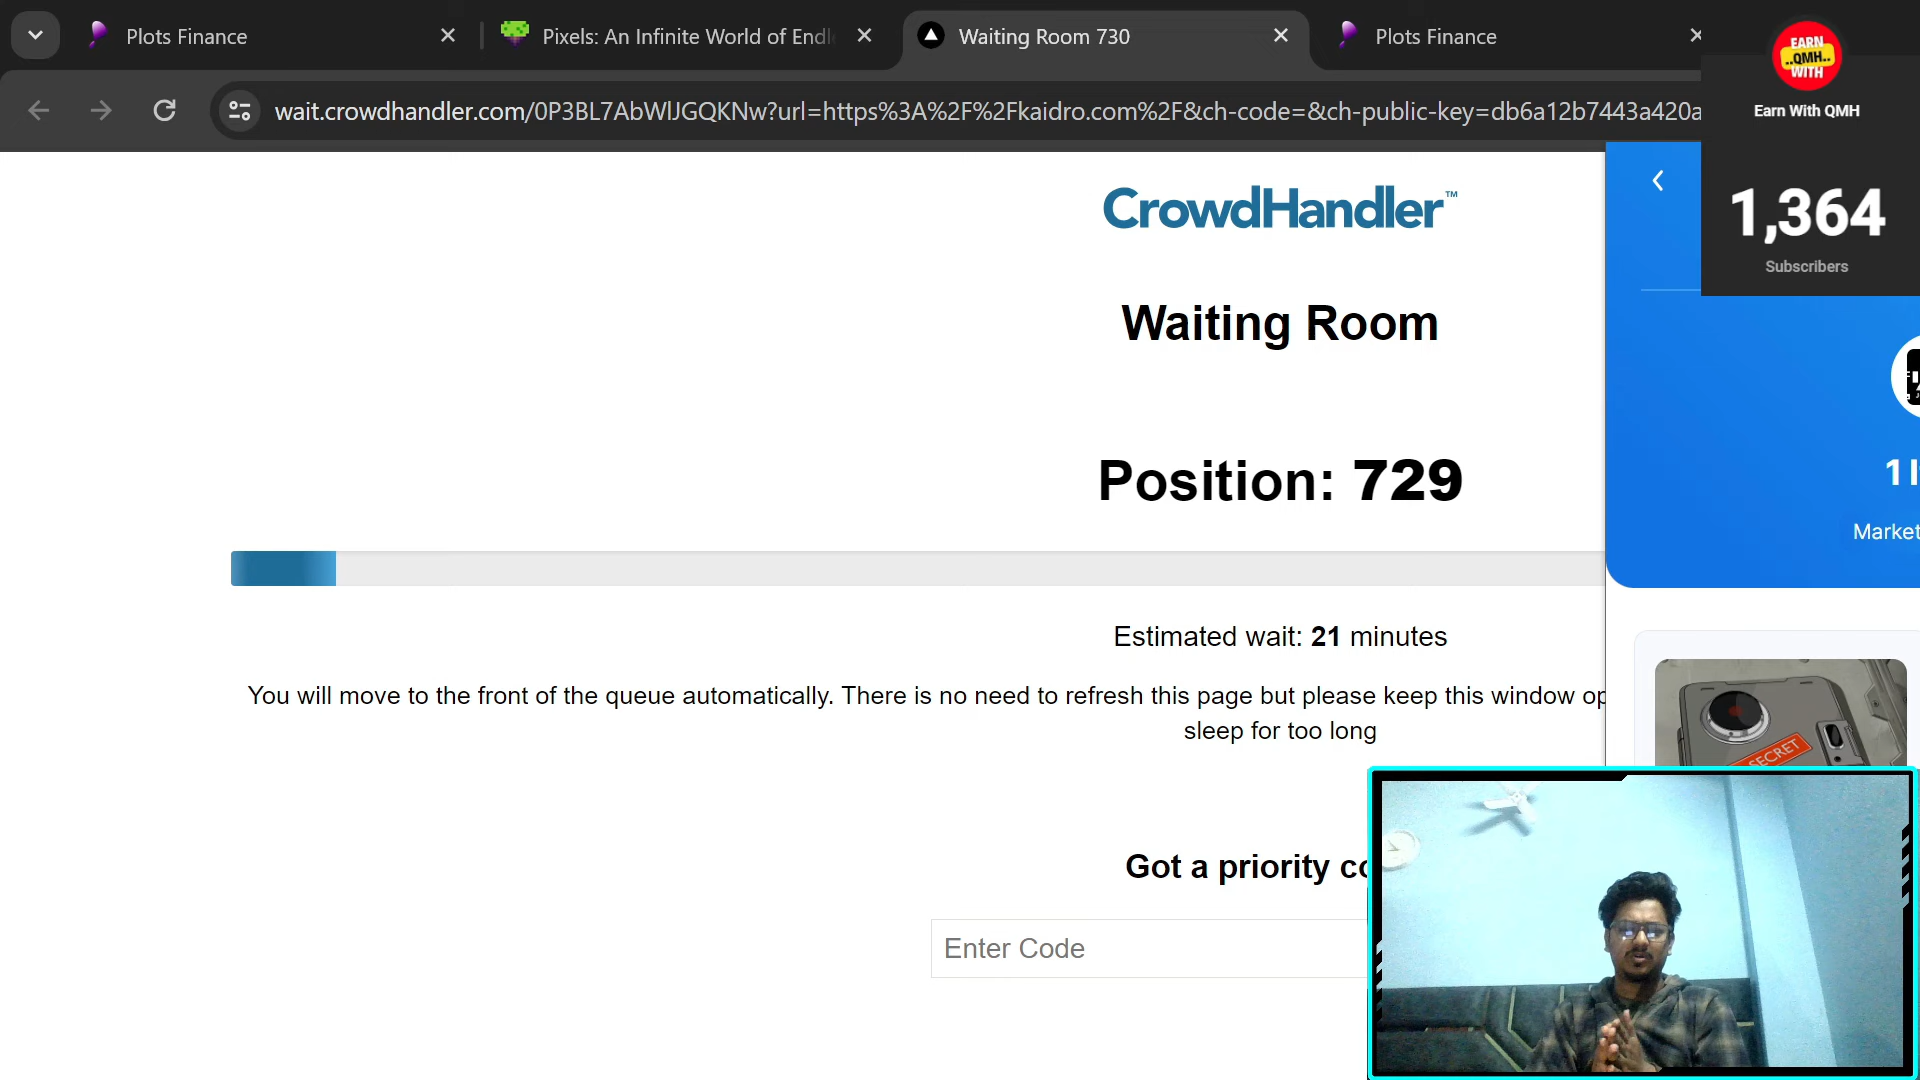 Plots Finance
Pixels: An Infinite World of Endl
Waiting Room 730
Plots Finance
EARN
..QMH..
WITH
Earn With QMH
wait.crowdhandler.com/0P3BL7AbWlJGQKNw?url=https%3A%2F%2Fkaidro.com%2F&ch-code=&ch-public-key=db6a12b7443a420a
1,364
Subscribers
CrowdHandler™
Waiting Room
Position: 729
1 I
Market
Estimated wait: 21 minutes
You will move to the front of the queue automatically. There is no need to refresh this page but please keep this window op
sleep for too long
SECRET
Got a priority co
Enter Code